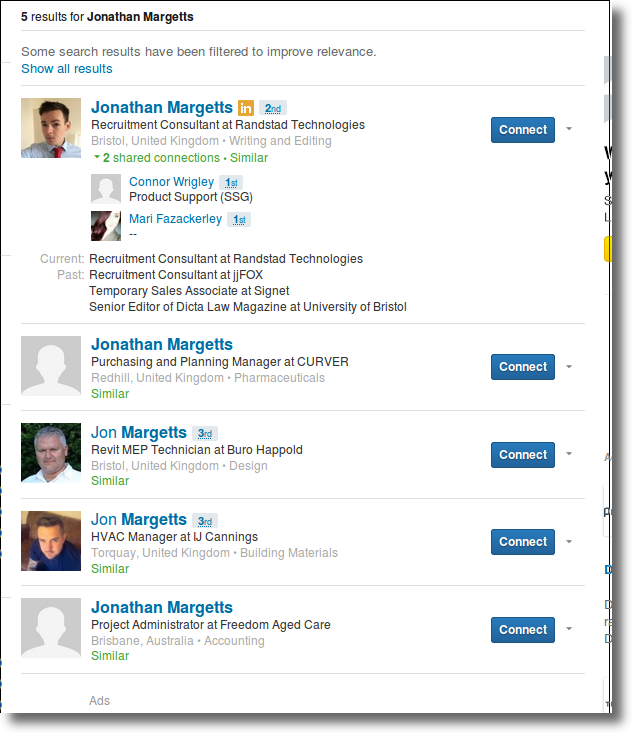 5 results for Jonathan Margetts
Some search results have been filtered to improve relevance.
Show all results
Jonathan Margetts in 2nd
Recruitment Consultant at Randstad Technologies
Bristol, United Kingdom • Writing and Editing
2 shared connections • Similar
Connect
Connor Wrigley 1st
Product Support (SSG)
Mari Fazackerley 1st
--
Current: Recruitment Consultant at Randstad Technologies
Past: Recruitment Consultant at jjFOX
Temporary Sales Associate at Signet
Senior Editor of Dicta Law Magazine at University of Bristol
Jonathan Margetts
Purchasing and Planning Manager at CURVER
Redhill, United Kingdom • Pharmaceuticals
Similar
Connect
Jon Margetts 3rd
Revit MEP Technician at Buro Happold
Bristol, United Kingdom • Design
Similar
Connect
Jon Margetts 3rd
HVAC Manager at IJ Cannings
Torquay, United Kingdom • Building Materials
Similar
Connect
Jonathan Margetts
Project Administrator at Freedom Aged Care
Brisbane, Australia • Accounting
Similar
Connect
Ads